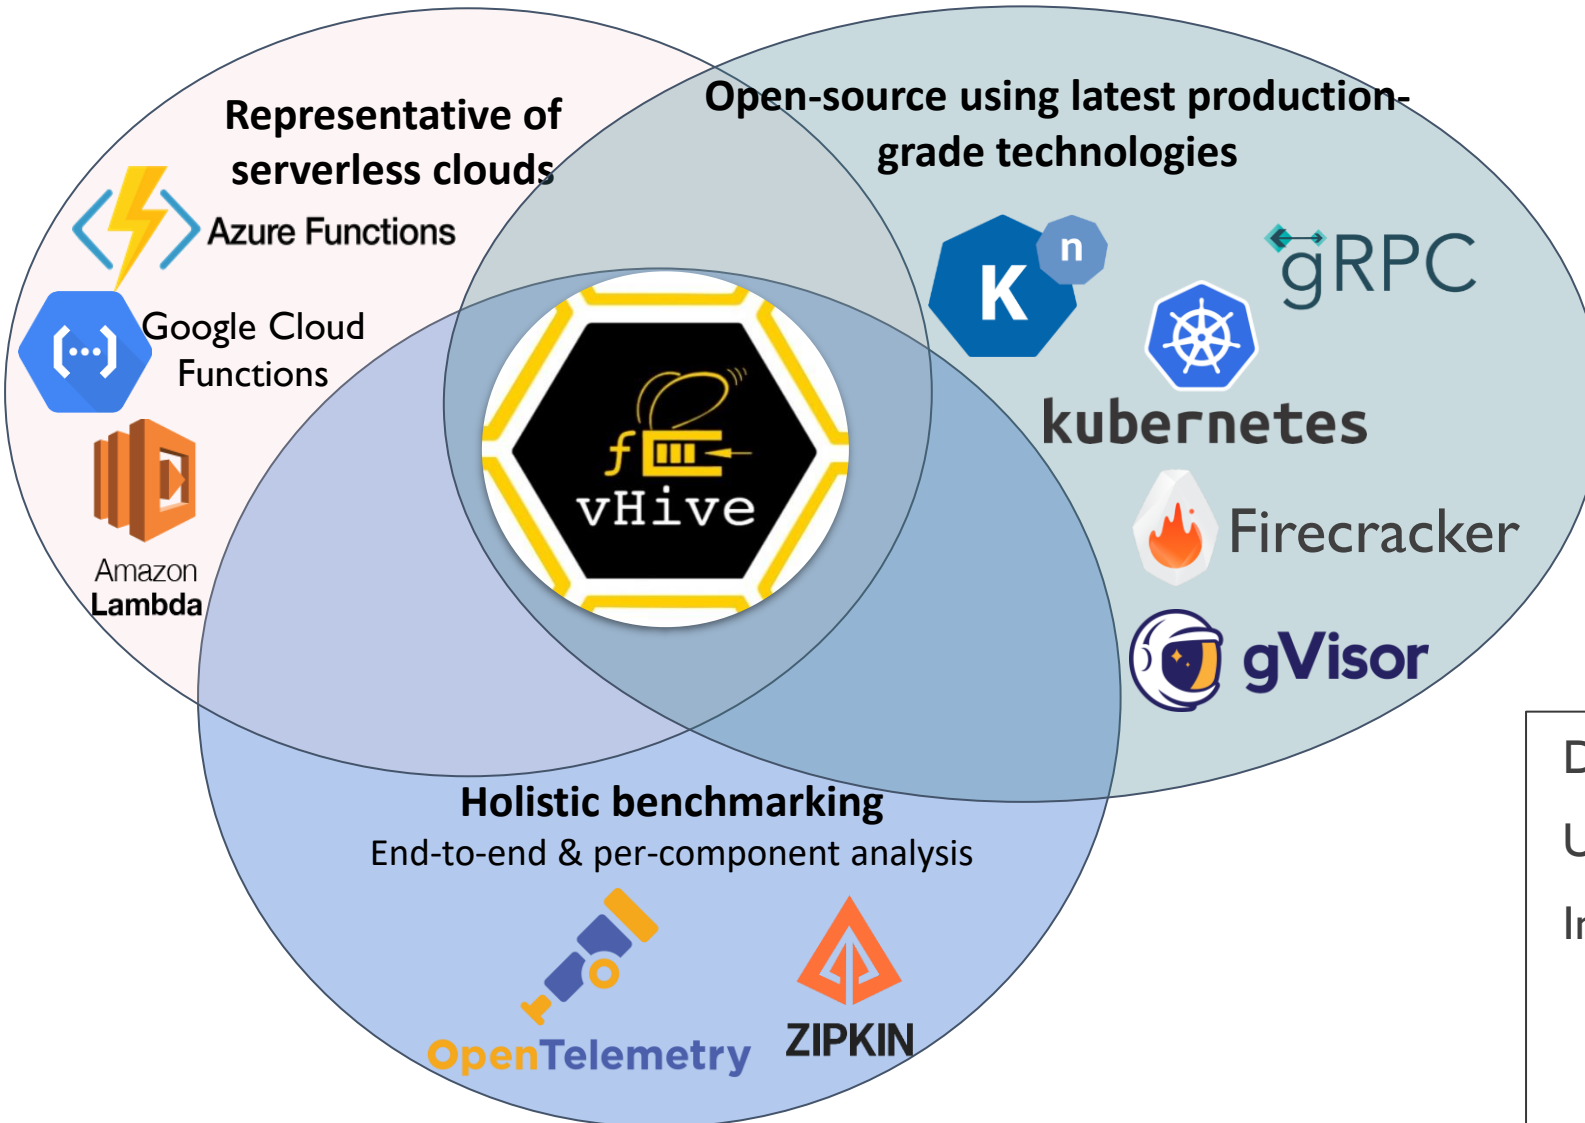 Representative of
serverless clouds
Azure Functions
Google Cloud
Functions
Amazon
Lambda
Open-source using latest production-
grade technologies
K
n
gRPC
kubernetes
Firecracker
gVisor
f
vHive
Holistic benchmarking
End-to-end & per-component analysis
OpenTelemetry
ZIPKIN